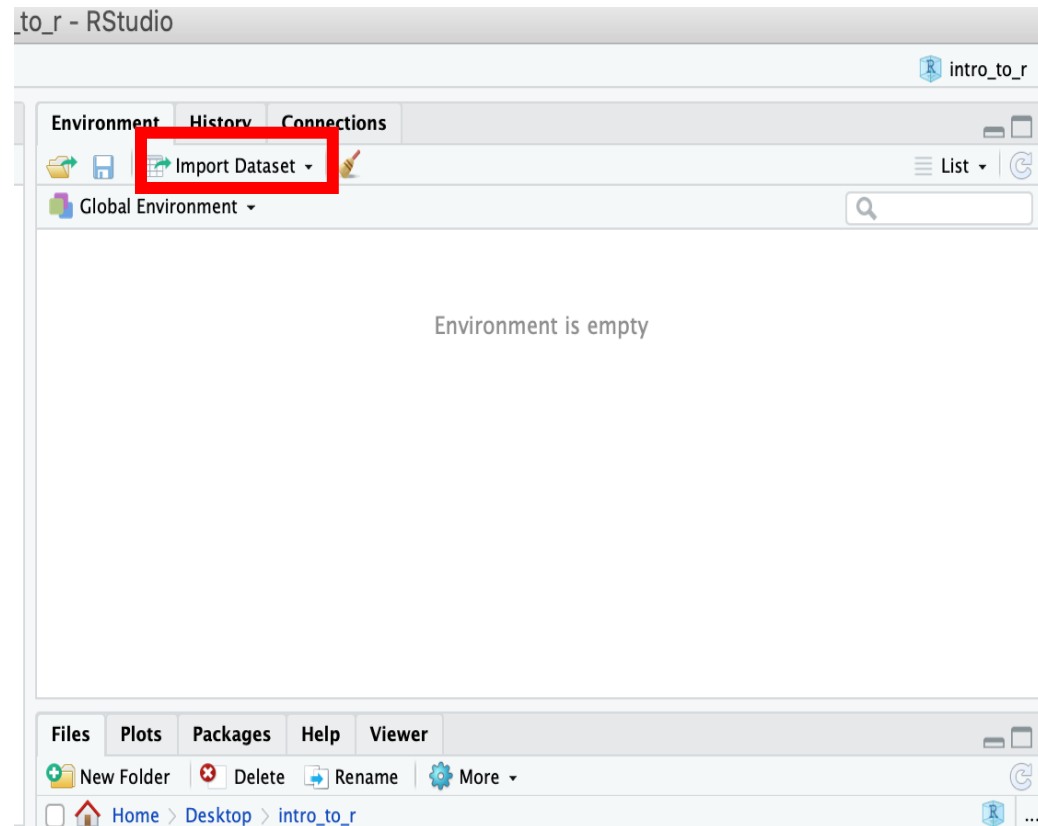 _to_r - RStudio
intro_to_r
Environment History Connections
Import Dataset List
Global Environment
Environment is empty
Files Plots Packages Help Viewer
New Folder Delete Rename More
Home > Desktop > intro_to_r ...